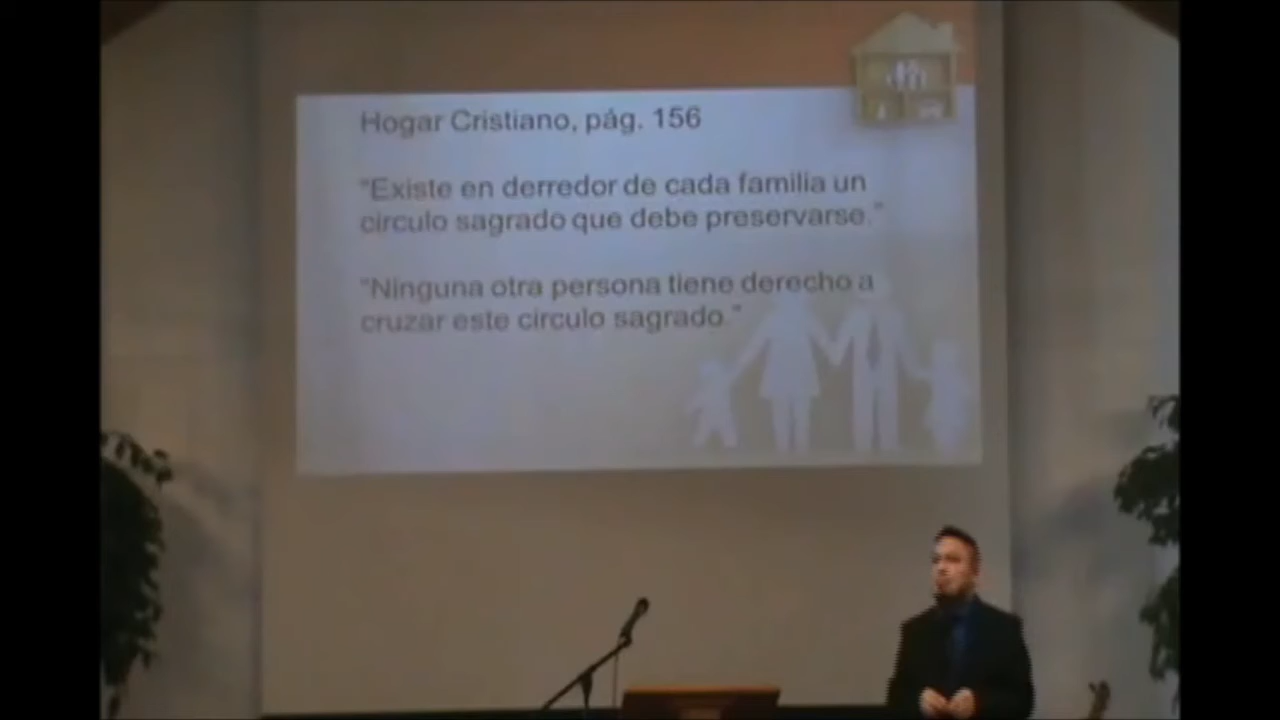 Hogar Cristiano, pág. 156
"Existe en derredor de cada familia un
circulo sagrado que debe preservarse."
"Ninguna otra persona tiene derecho a
cruzar este circulo sagrado."